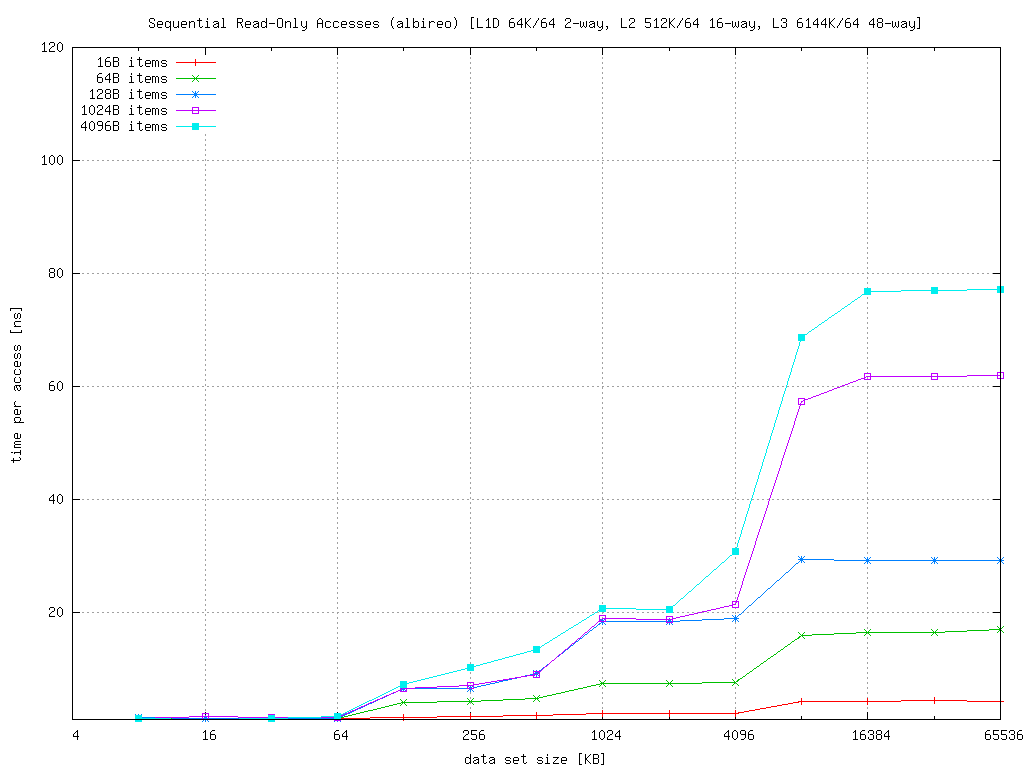 Sequential Read-Only Accesses (albireo) [L1D 64K/64 2-way, L2 512K/64 16-way, L3 6144K/64 48-way]
120
100
80
60
40
20
16B items
64B items
128B items
1024B items
4096B items
time per access [ns]
4 16 64 256 1024 4096 16384 65536
data set size [KB]